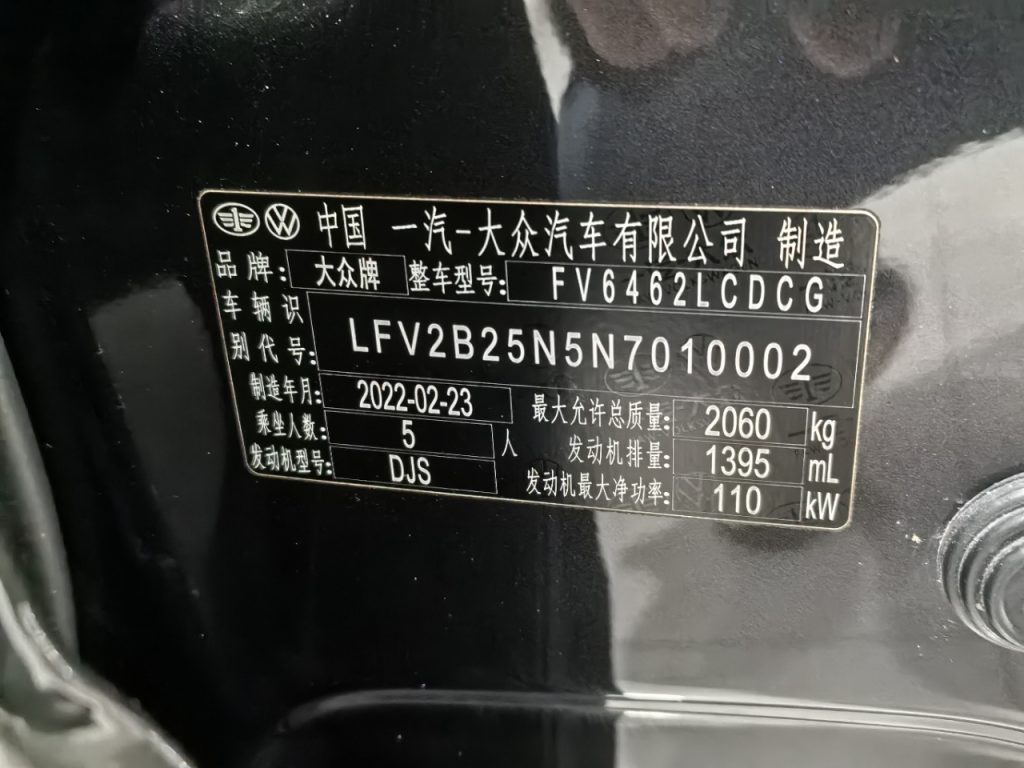 中国 一汽-大众汽车有限公司 制造
品牌: 大众牌 整车型号: FV6462LCDCG
车辆识别代号: LFV2B25N5N7010002
制造年月: 2022-02-23 最大允许总质量: 2060 kg
乘坐人数: 5 人 发动机排量: 1395 mL
发动机型号: DJS 发动机最大净功率: 110 kW